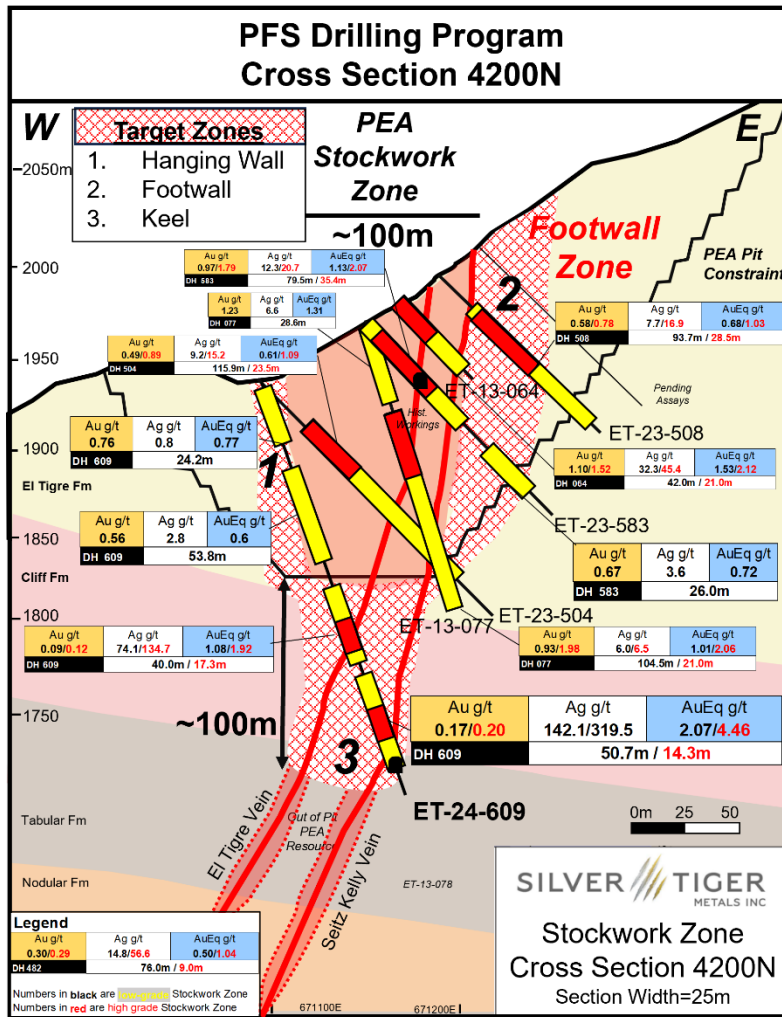 PFS Drilling Program
Cross Section 4200N
W
E
Target Zones
1. Hanging Wall
2. Footwall
3. Keel
PEA
Stockwork
Zone
~100m
Footwall
Zone
PEA Pit
Constraint
2050m
2000
1950
1900
El Tigre Fm
1850
Cliff Fm
1800
1750
Tabular Fm
Nodular Fm
Au g/t Ag g/t AuEq g/t
0.97/1.79 12.3/20.7 1.13/2.07
DH 583 79.5m / 35.4m
Au g/t Ag g/t AuEq g/t
1.23 6.6 1.31
DH 077 28.6m
Au g/t Ag g/t AuEq g/t
0.49/0.89 9.2/15.2 0.61/1.09
DH 504 115.9m / 23.5m
Au g/t Ag g/t AuEq g/t
0.58/0.78 7.7/16.9 0.68/1.03
DH 508 93.7m / 28.5m
Au g/t Ag g/t AuEq g/t
0.76 0.8 0.77
DH 609 24.2m
Au g/t Ag g/t AuEq g/t
1.10/1.52 32.3/45.4 1.53/2.12
DH 064 42.0m / 21.0m
Au g/t Ag g/t AuEq g/t
0.56 2.8 0.6
DH 609 53.8m
Au g/t Ag g/t AuEq g/t
0.67 3.6 0.72
DH 583 26.0m
Au g/t Ag g/t AuEq g/t
0.09/0.12 74.1/134.7 1.08/1.92
DH 609 40.0m / 17.3m
Au g/t Ag g/t AuEq g/t
0.93/1.98 6.0/6.5 1.01/2.06
DH 077 104.5m / 21.0m
Au g/t Ag g/t AuEq g/t
0.17/0.20 142.1/319.5 2.07/4.46
DH 609 50.7m / 14.3m
1
2
3
Hist.
Workings
Pending
Assays
ET-13-064
ET-23-508
ET-23-583
ET-23-504
ET-13-077
ET-24-609
~100m
El Tigre Vein
Out of Pit
PEA
Resource
Seitz Kelly Vein
ET-13-078
0m 25 50
671100E
671200E
Legend
Au g/t Ag g/t AuEq g/t
0.30/0.29 14.8/56.6 0.50/1.04
DH 482 76.0m / 9.0m
Numbers in black are low-grade Stockwork Zone
Numbers in red are high grade Stockwork Zone
SILVER TIGER
METALS INC
Stockwork Zone
Cross Section 4200N
Section Width=25m